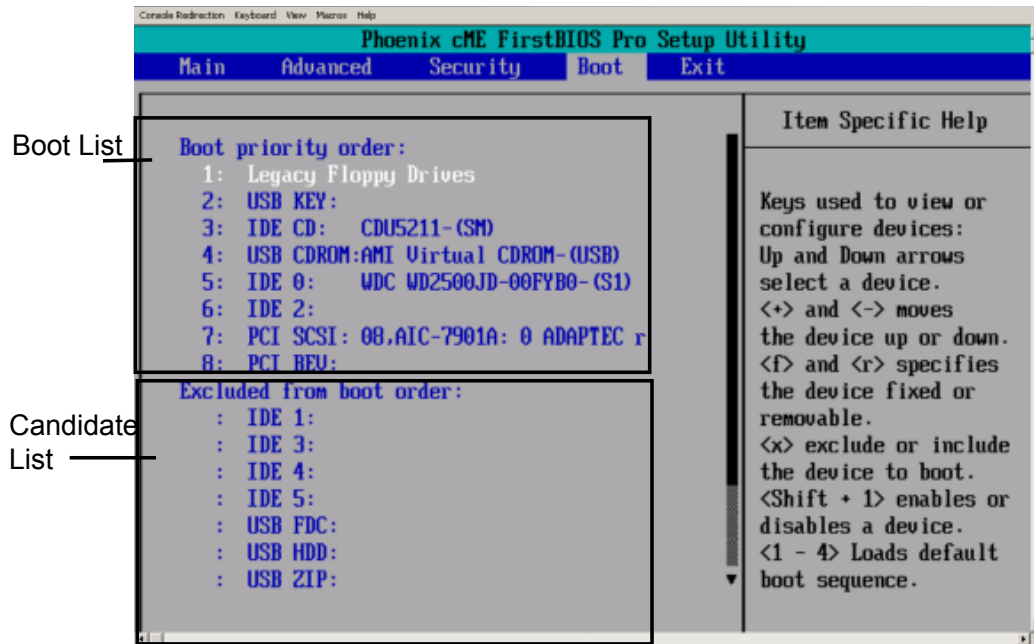 Console Redirection Keyboard View Macros Help
Phoenix cME FirstBIOS Pro Setup Utility
Main Advanced Security Boot Exit
Boot List
Boot priority order:
1: Legacy Floppy Drives
2: USB KEY:
3: IDE CD: CDU5211-(SM)
4: USB CDROM:AMI Virtual CDROM-(USB)
5: IDE 0: WDC WD2500JD-00FYB0-(S1)
6: IDE 2:
7: PCI SCSI: 08,AIC-7901A: 0 ADAPTEC r
8: PCI BEV:
Candidate
List
Excluded from boot order:
: IDE 1:
: IDE 3:
: IDE 4:
: IDE 5:
: USB FDC:
: USB HDD:
: USB ZIP:
Item Specific Help
Keys used to view or
configure devices:
Up and Down arrows
select a device.
<+> and <-> moves
the device up or down.
<f> and <r> specifies
the device fixed or
removable.
<x> exclude or include
the device to boot.
<Shift + 1> enables or
disables a device.
<1 - 4> Loads default
boot sequence.